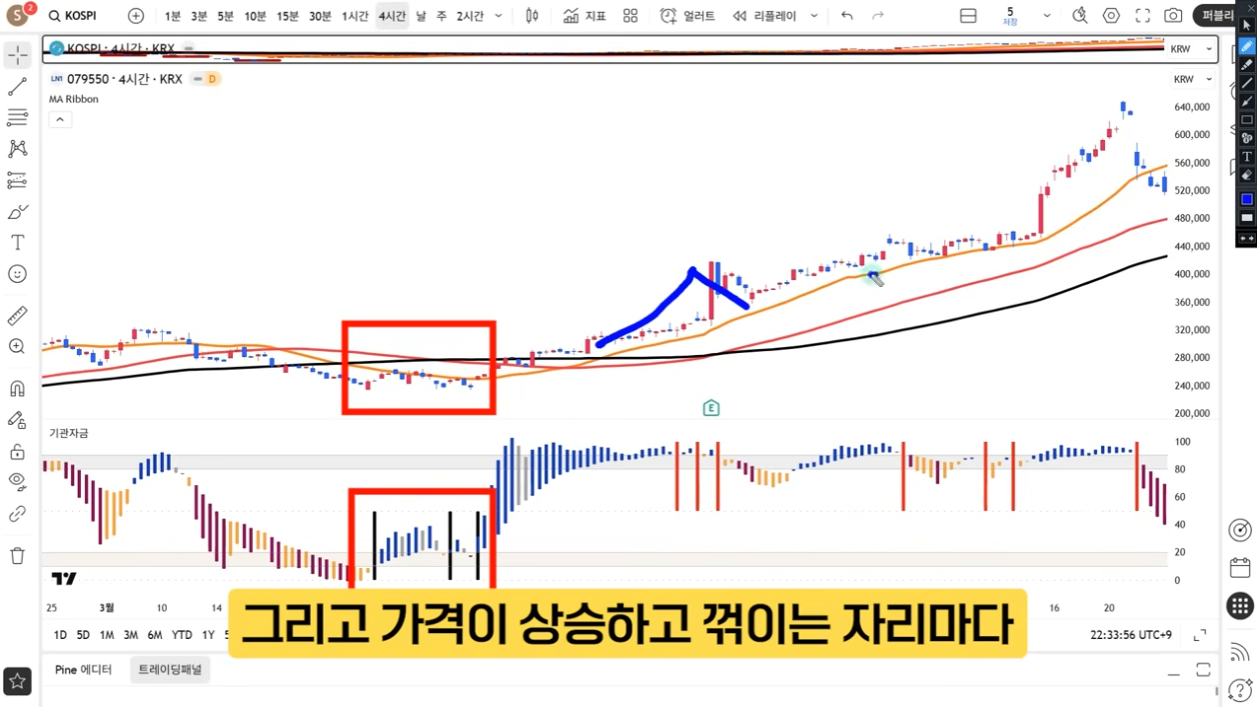 S 2 KOSPI 1분 3분 5분 10분 15분 30분 1시간 4시간 날 주 2시간 지표 얼러트 리플레이 5 저장 퍼블리
KOSPI · 4시간 · KRX KRW
LN1 079550 · 4시간 · KRX D KRW
MA Ribbon
640,000
600,000
560,000
520,000
480,000
440,000
400,000
360,000
320,000
280,000
240,000
200,000
E
기관자금
100
80
60
40
20
0
25 3월 10 14 16 20
그리고 가격이 상승하고 꺾이는 자리마다
1D 5D 1M 3M 6M YTD 1Y 22:33:56 UTC+9
Pine 에디터 트레이딩패널